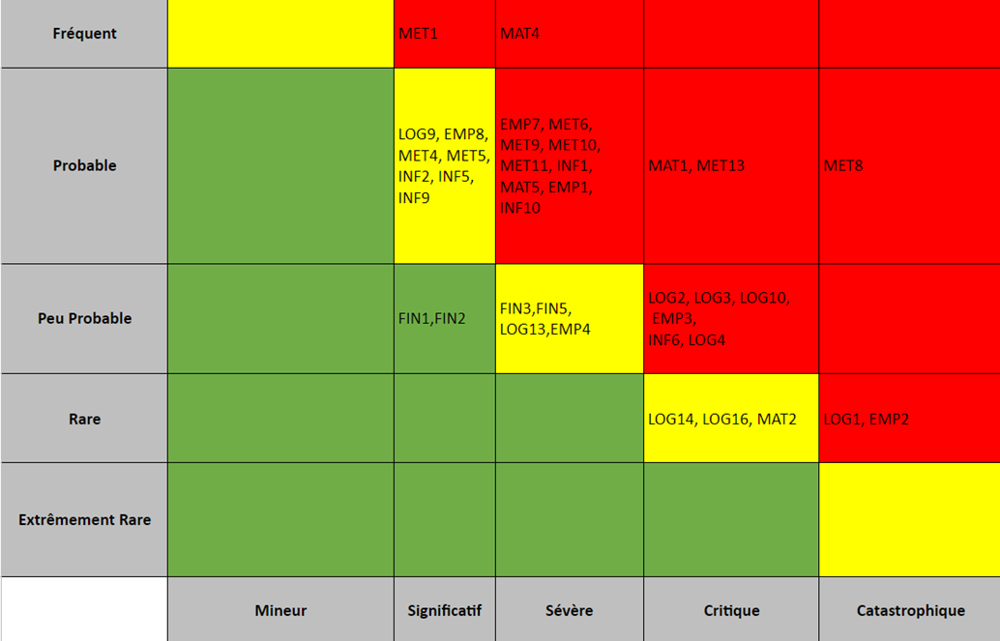 Fréquent
MET1
MAT4
Probable
LOG9, EMP8,
MET4, MET5,
INF2, INF5,
INF9
EMP7, MET6,
MET9, MET10,
MET11, INF1,
MAT5, EMP1,
INF10
MAT1, MET13
MET8
Peu Probable
FIN1,FIN2
FIN3,FIN5,
LOG13,EMP4
LOG2, LOG3, LOG10,
EMP3,
INF6, LOG4
Rare
LOG14, LOG16, MAT2
LOG1, EMP2
Extrêmement Rare
Mineur
Significatif
Sévère
Critique
Catastrophique